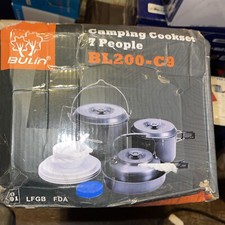 Camping Cookset
7 People
BL200-C9
BULIN
LFGB FDA